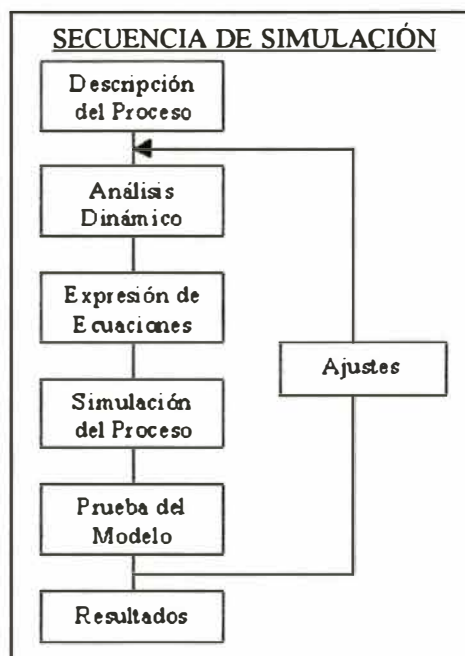 SECUENCIA DE SIMULACIÓN
Descripción
del Proceso
Análisis
Dinámico
Expresión de
Ecuaciones
Ajustes
Simulación
del Proceso
Prueba del
Modelo
Resultados